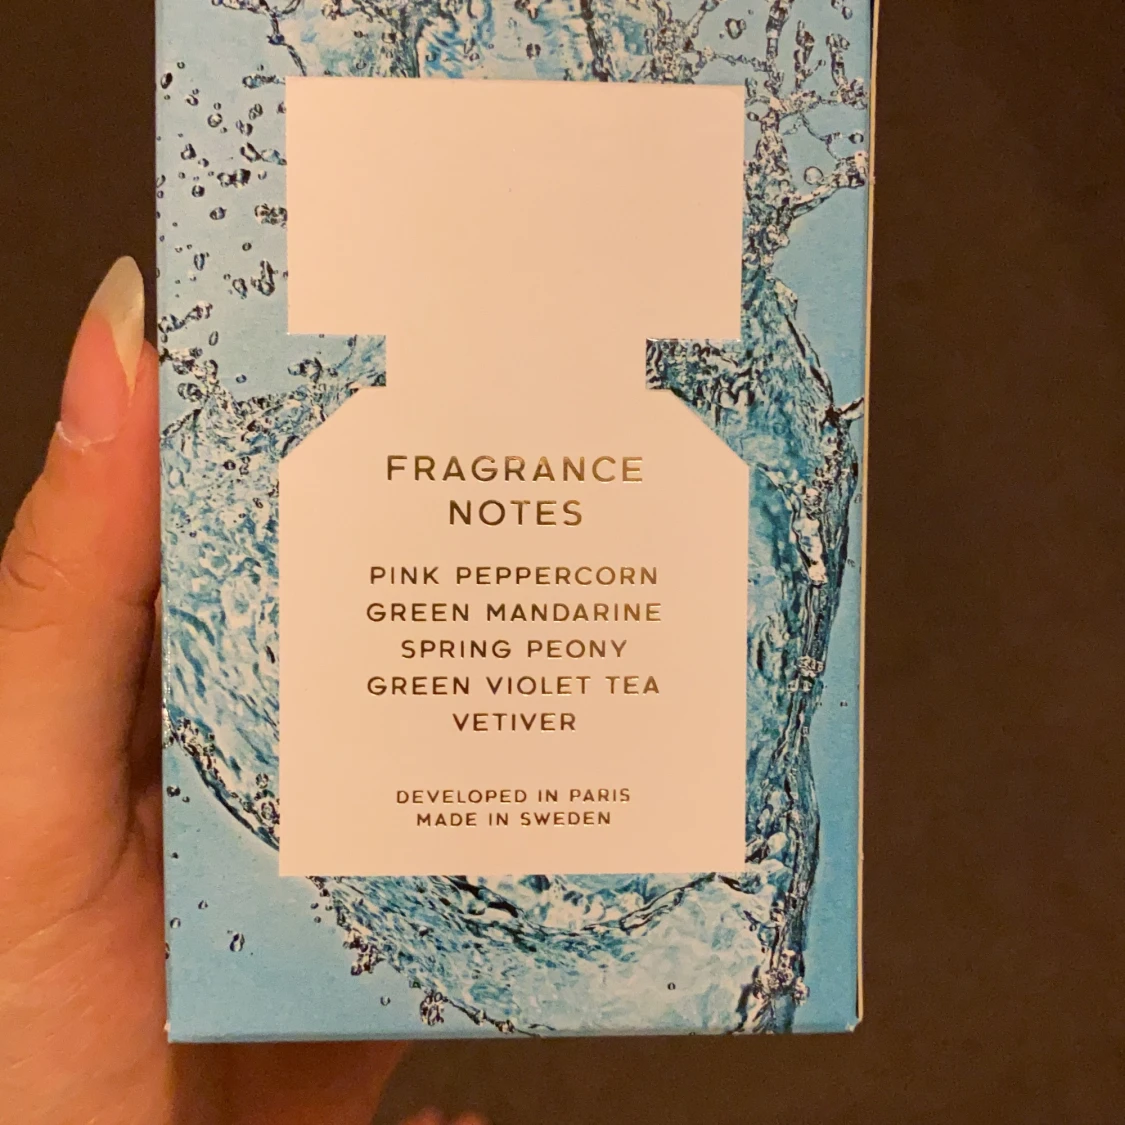 FRAGRANCE
NOTES
PINK PEPPERCORN
GREEN MANDARINE
SPRING PEONY
GREEN VIOLET TEA
VETIVER
DEVELOPED IN PARIS
MADE IN SWEDEN